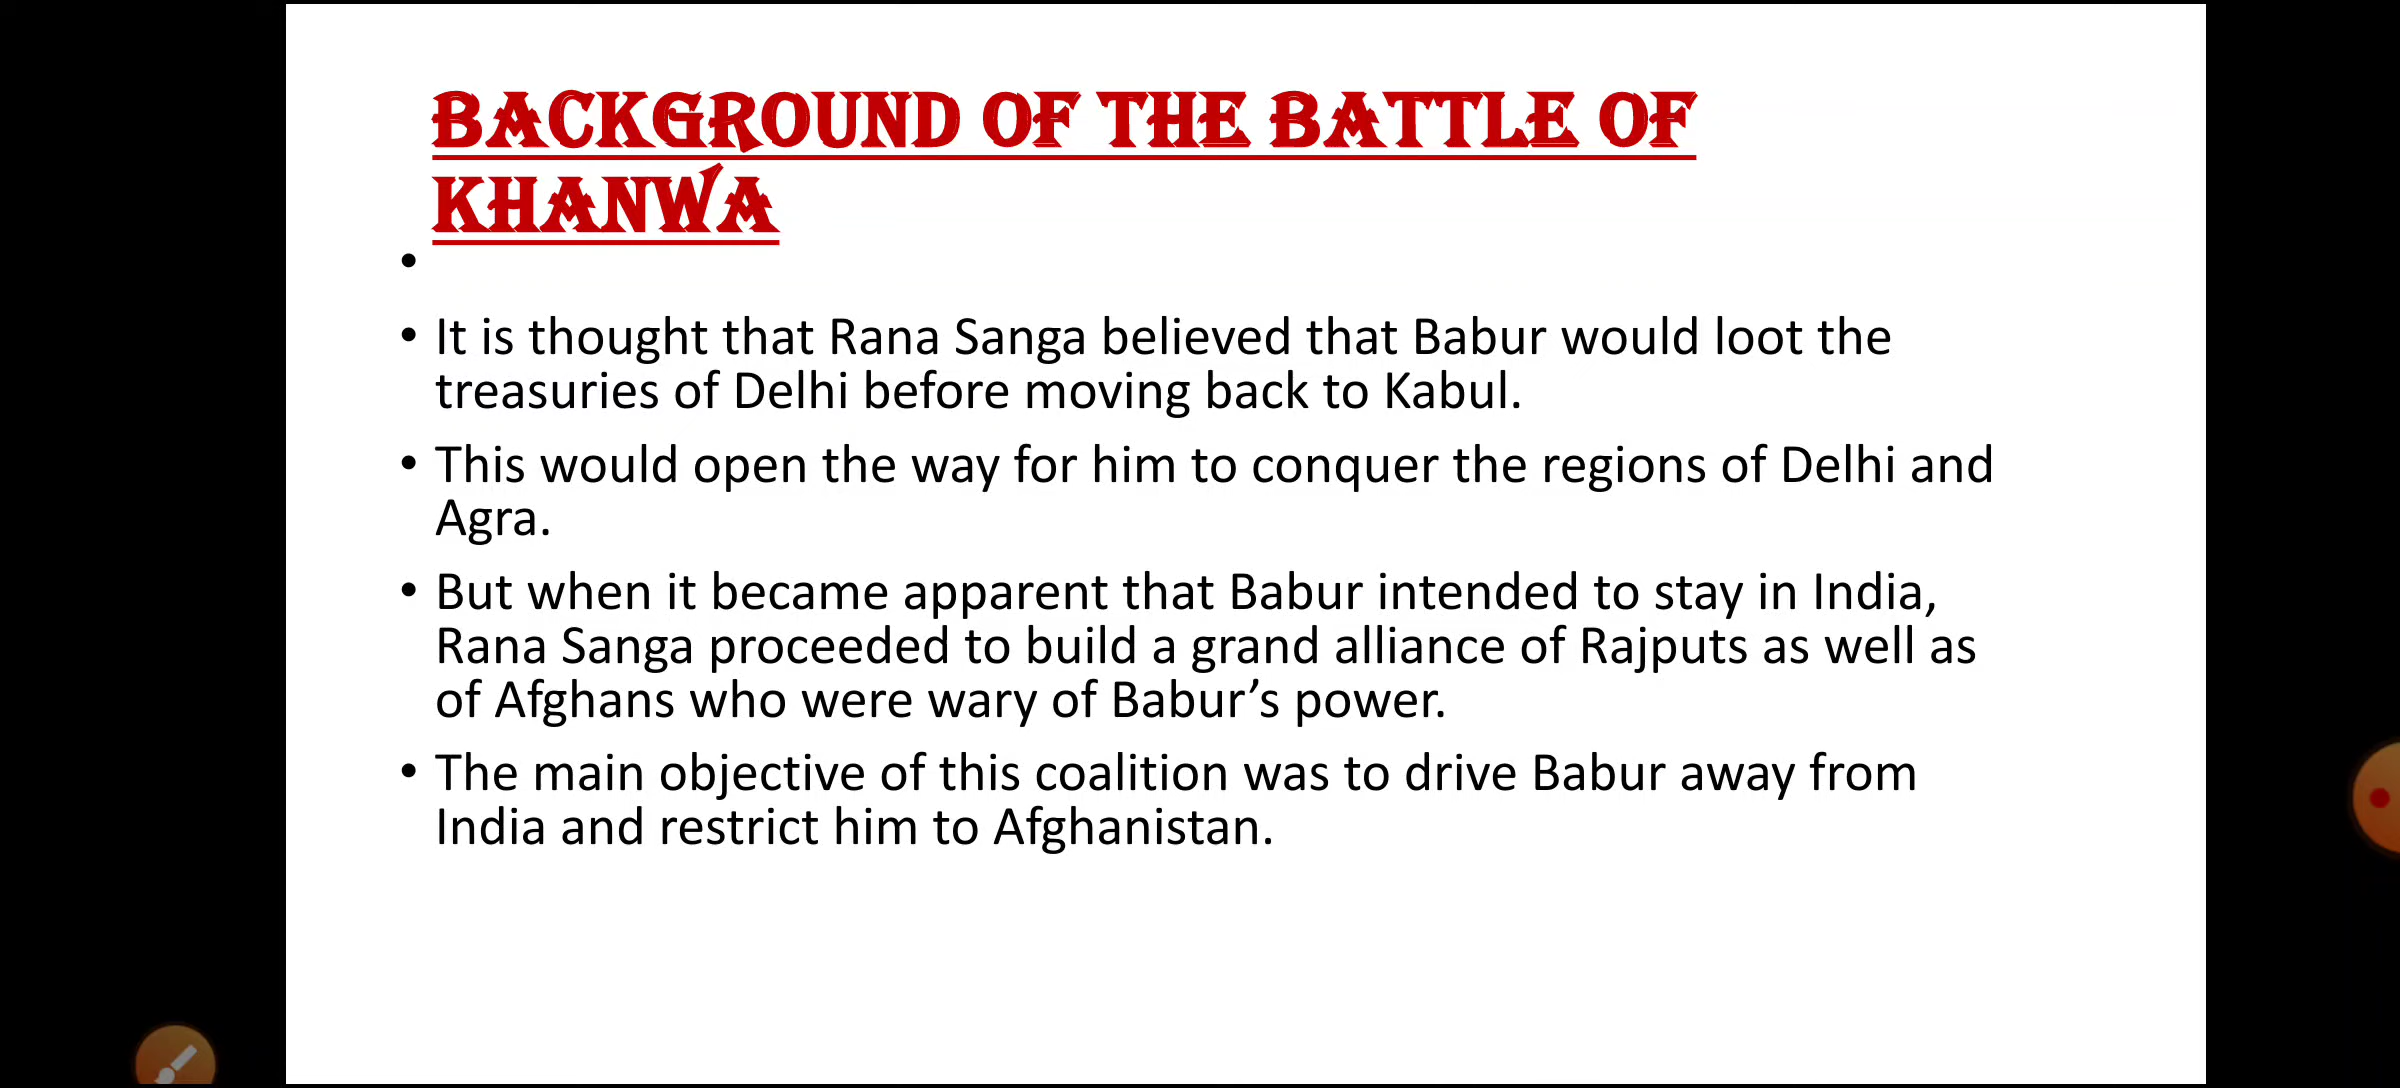 BACKGROUND OF THE BATTLE OF
KHANWA
•
• It is thought that Rana Sanga believed that Babur would loot the
treasuries of Delhi before moving back to Kabul.
• This would open the way for him to conquer the regions of Delhi and
Agra.
• But when it became apparent that Babur intended to stay in India,
Rana Sanga proceeded to build a grand alliance of Rajputs as well as
of Afghans who were wary of Babur’s power.
• The main objective of this coalition was to drive Babur away from
India and restrict him to Afghanistan.